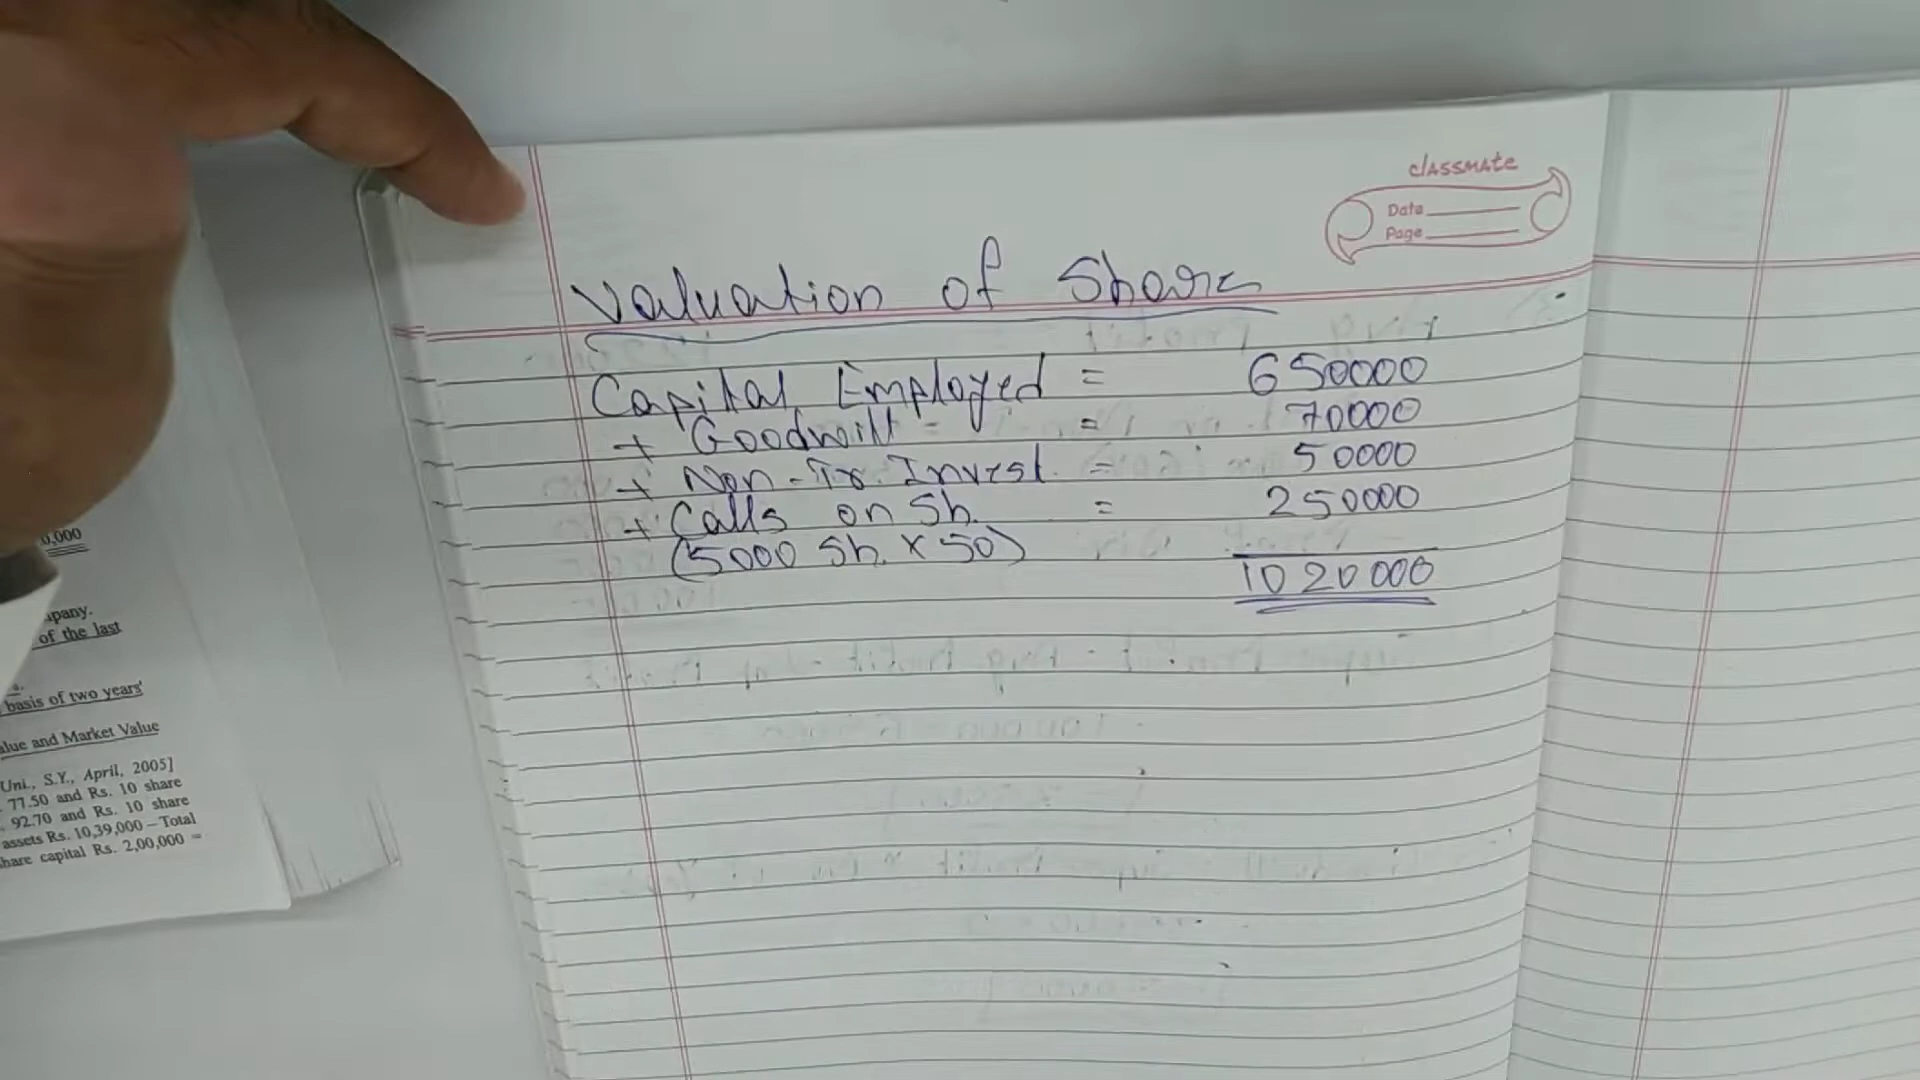 classmate
Date
Page
Valuation of Share
Capital Employed = 650000
+ Goodwill = 70000
+ Non-Tr. Invest. = 50000
+ Calls on Sh. = 250000
(5000 Sh. x 50)
1020000
0,000
pany.
of the last
basis of two years'
alue and Market Value
Uni., S.Y., April, 2005]
77.50 and Rs. 10 share
92.70 and Rs. 10 share
assets Rs. 10,39,000 – Total
hare capital Rs. 2,00,000 =